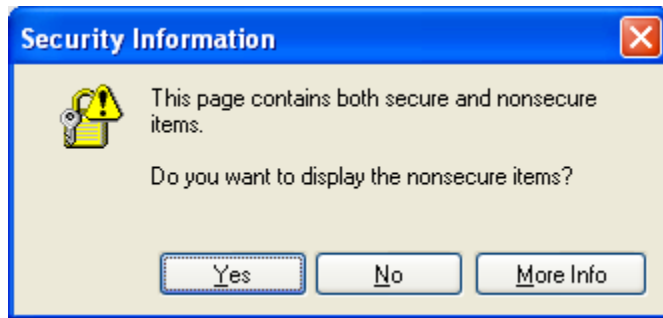 Security Information
This page contains both secure and nonsecure
items.
Do you want to display the nonsecure items?
Yes No More Info